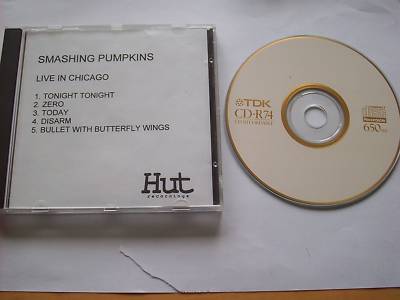 SMASHING PUMPKINS
LIVE IN CHICAGO
1. TONIGHT TONIGHT
2. ZERO
3. TODAY
4. DISARM
5. BULLET WITH BUTTERFLY WINGS
Hut
recordings
TDK
CD-R74
650